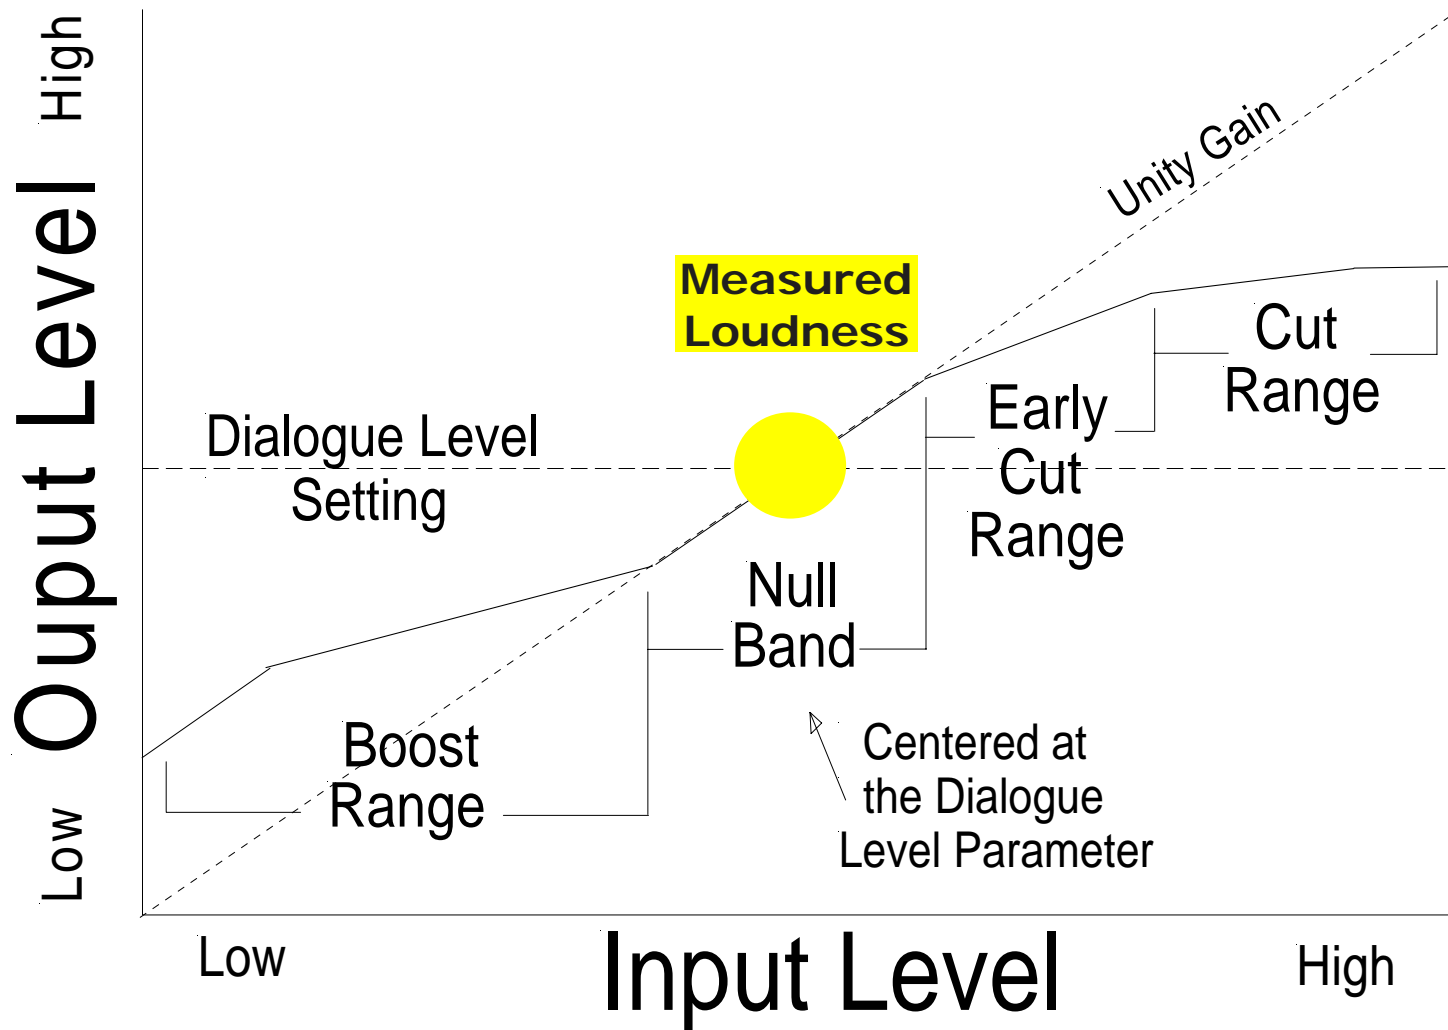 High
Ouput Level
Low
Unity Gain
Measured
Loudness
Cut
Range
Early
Cut
Range
Dialogue Level
Setting
Null
Band
Boost
Range
Centered at
the Dialogue
Level Parameter
Low
Input Level
High